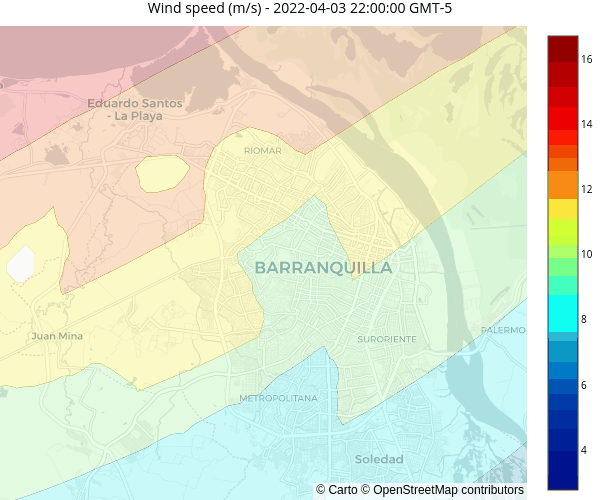 Wind speed (m/s) - 2022-04-03 22:00:00 GMT-5
Eduardo Santos
- La Playa
RIOMAR
BARRANQUILLA
Juan Mina
SURORIENTE
PALERMO
METROPOLITANA
Soledad
© Carto © OpenStreetMap contributors
16
14
12
10
8
6
4